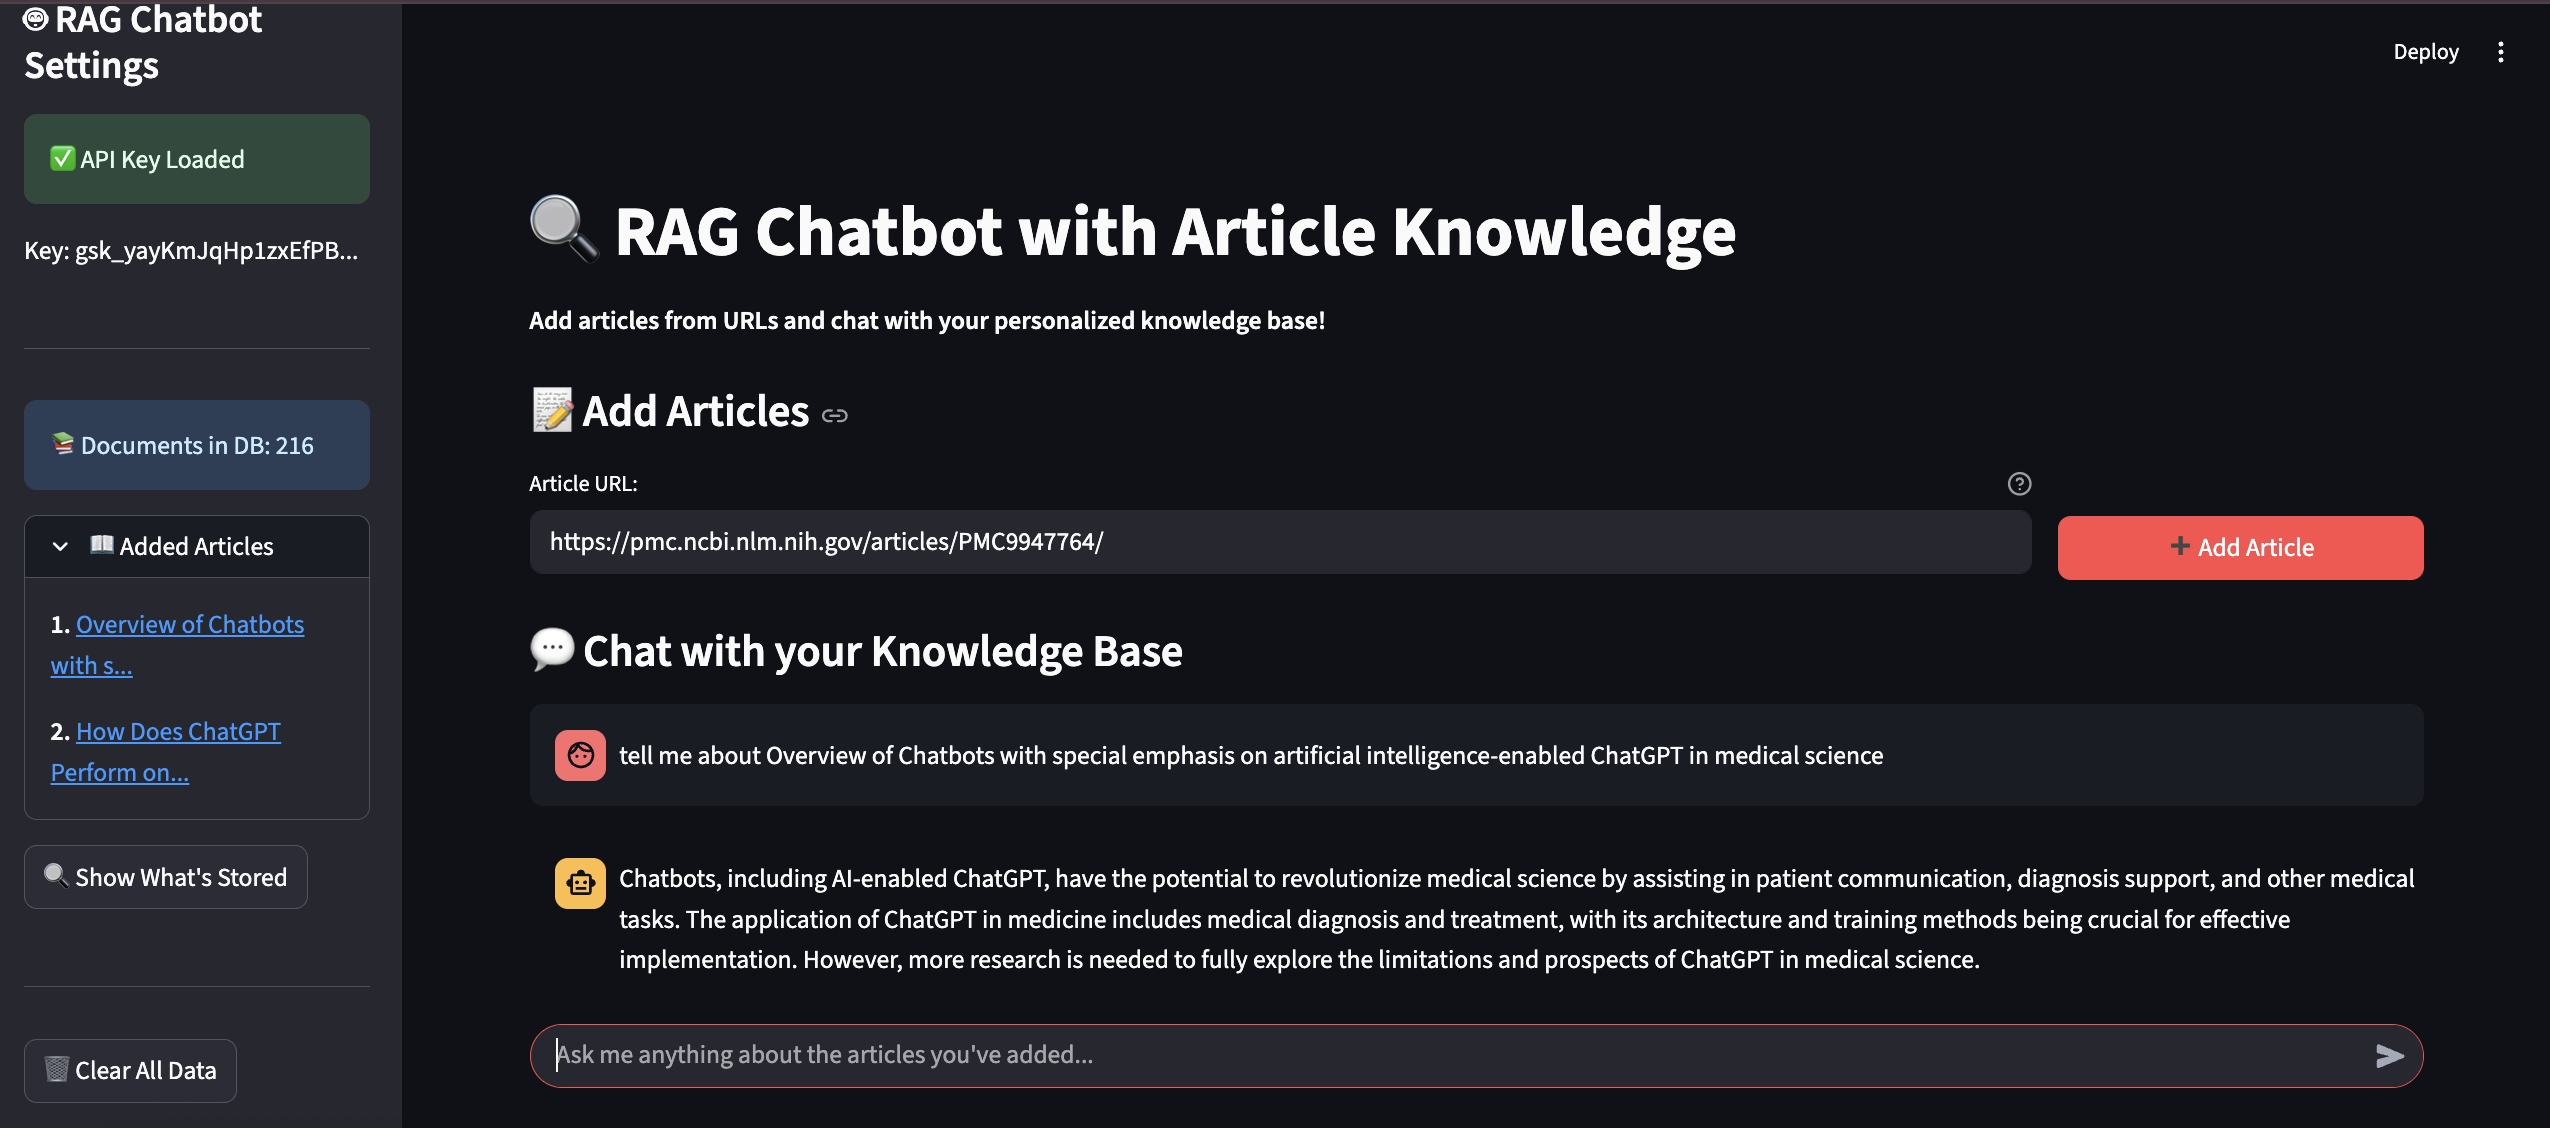 RAG Chatbot
Settings
API Key Loaded
Key: gsk_yayKmJqHp1zxEfPB...
Documents in DB: 216
Added Articles
1. Overview of Chatbots
with s...
2. How Does ChatGPT
Perform on...
Show What's Stored
Clear All Data
Deploy
RAG Chatbot with Article Knowledge
Add articles from URLs and chat with your personalized knowledge base!
Add Articles
Article URL:
https://pmc.ncbi.nlm.nih.gov/articles/PMC9947764/
Add Article
Chat with your Knowledge Base
tell me about Overview of Chatbots with special emphasis on artificial intelligence-enabled ChatGPT in medical science
Chatbots, including AI-enabled ChatGPT, have the potential to revolutionize medical science by assisting in patient communication, diagnosis support, and other medical
tasks. The application of ChatGPT in medicine includes medical diagnosis and treatment, with its architecture and training methods being crucial for effective
implementation. However, more research is needed to fully explore the limitations and prospects of ChatGPT in medical science.
Ask me anything about the articles you've added...